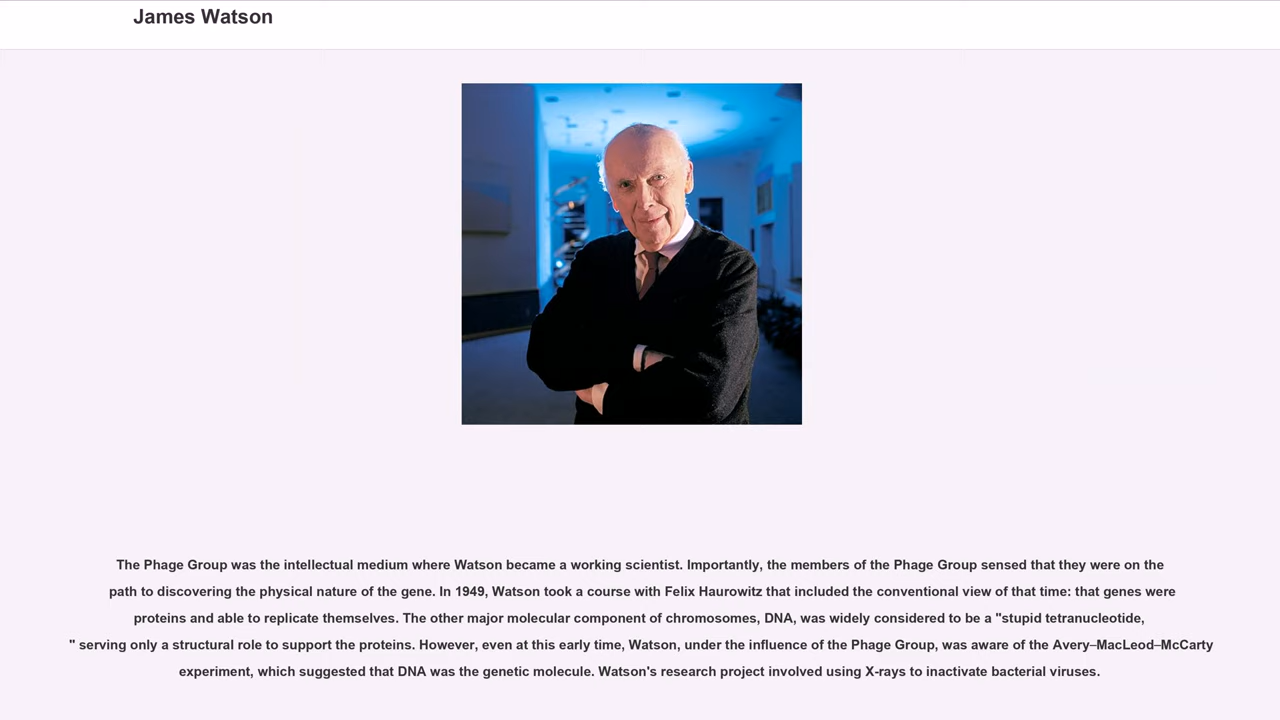 James Watson
The Phage Group was the intellectual medium where Watson became a working scientist. Importantly, the members of the Phage Group sensed that they were on the
path to discovering the physical nature of the gene. In 1949, Watson took a course with Felix Haurowitz that included the conventional view of that time: that genes were
proteins and able to replicate themselves. The other major molecular component of chromosomes, DNA, was widely considered to be a "stupid tetranucleotide,
" serving only a structural role to support the proteins. However, even at this early time, Watson, under the influence of the Phage Group, was aware of the Avery–MacLeod–McCarty
experiment, which suggested that DNA was the genetic molecule. Watson's research project involved using X-rays to inactivate bacterial viruses.